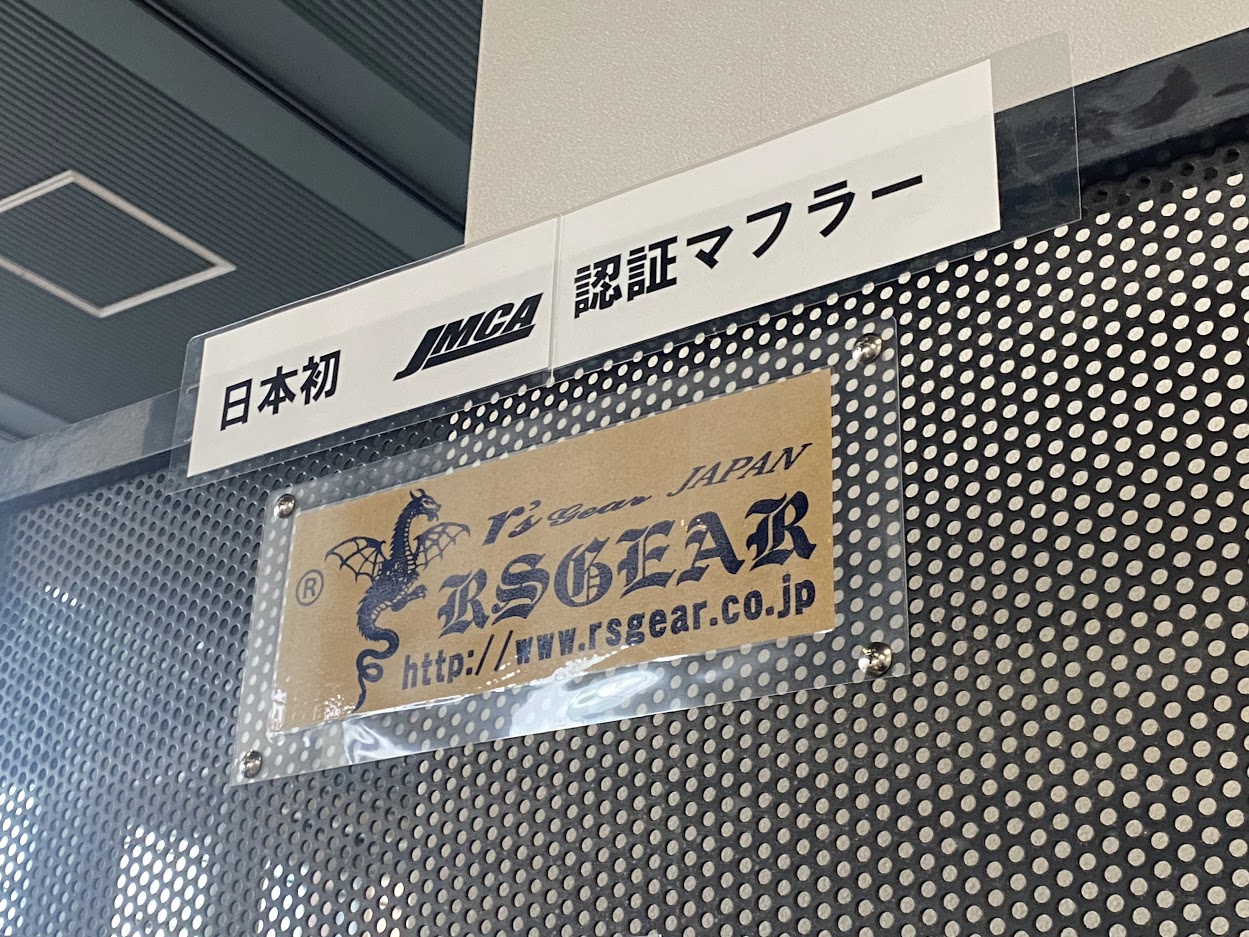 日本初 JMCA 認証マフラー
r's Gear JAPAN
® RSGEAR
http://www.rsgear.co.jp